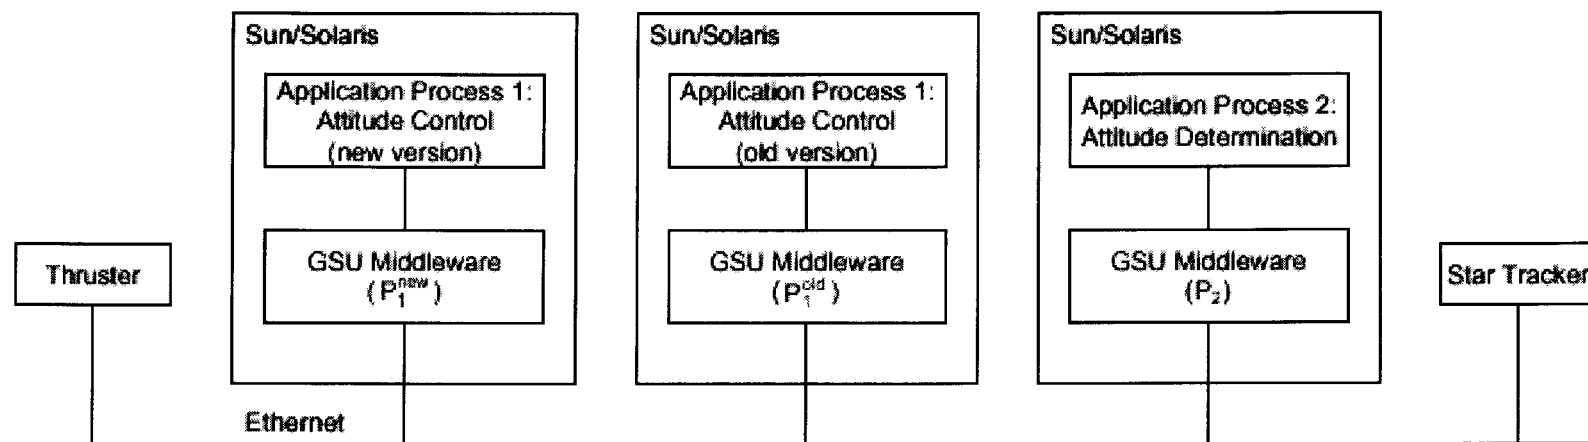 Sun/Solaris
Application Process 1:
Attitude Control
(new version)
GSU Middleware
(P₁ⁿᵉʷ)
Sun/Solaris
Application Process 1:
Attitude Control
(old version)
GSU Middleware
(P₁ᵒˡᵈ)
Sun/Solaris
Application Process 2:
Attitude Determination
GSU Middleware
(P₂)
Thruster
Star Tracker
Ethernet